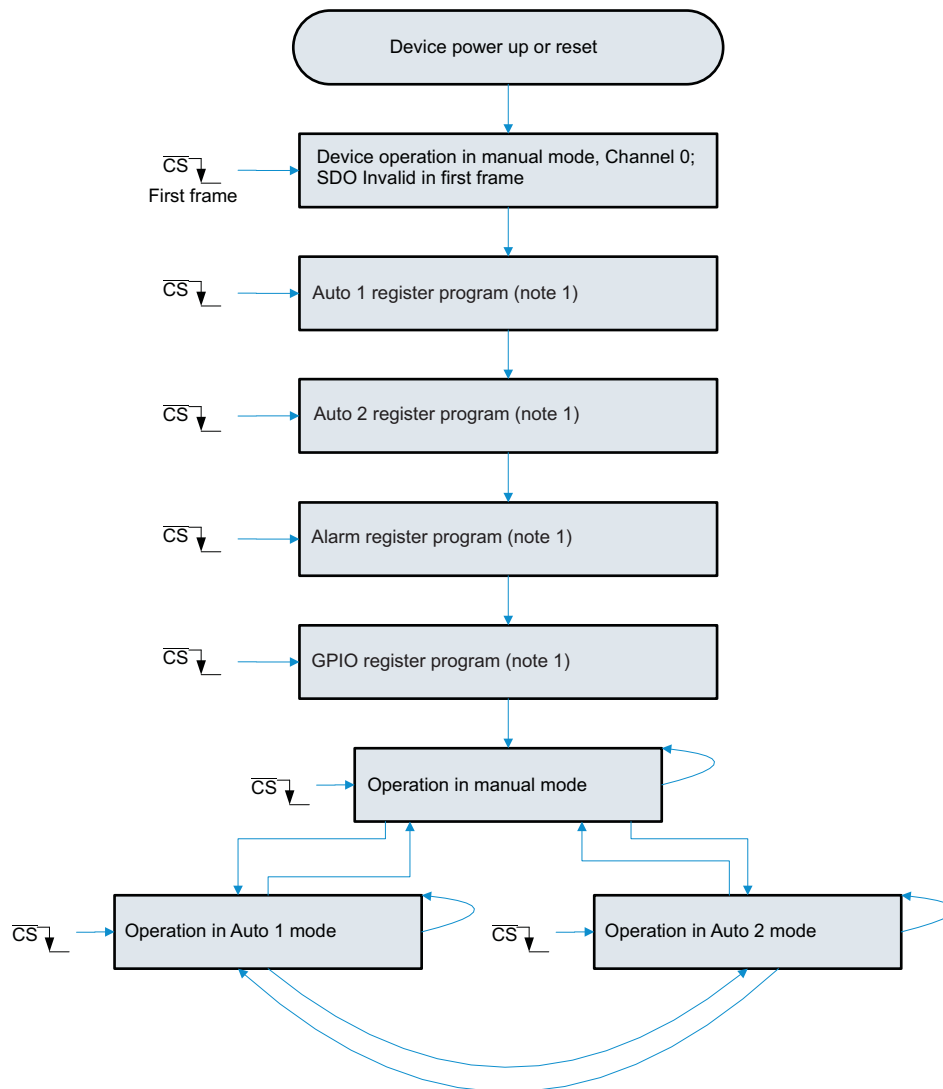 Device power up or reset
CS
First frame
Device operation in manual mode, Channel 0;
SDO Invalid in first frame
CS
Auto 1 register program (note 1)
CS
Auto 2 register program (note 1)
CS
Alarm register program (note 1)
CS
GPIO register program (note 1)
CS
Operation in manual mode
CS
Operation in Auto 1 mode
CS
Operation in Auto 2 mode